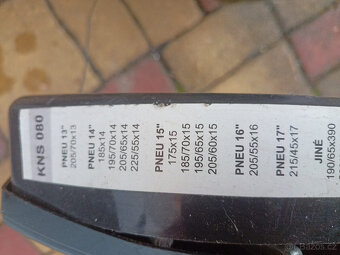 KNS 080
PNEU 13"
205/70x13
PNEU 14"
185x14
195/70x14
205/65x14
225/55x14
PNEU 15"
175x15
185/70x15
195/65x15
205/60x15
PNEU 16"
205/55x16
PNEU 17"
215/45x17
JINÉ
190/65x390